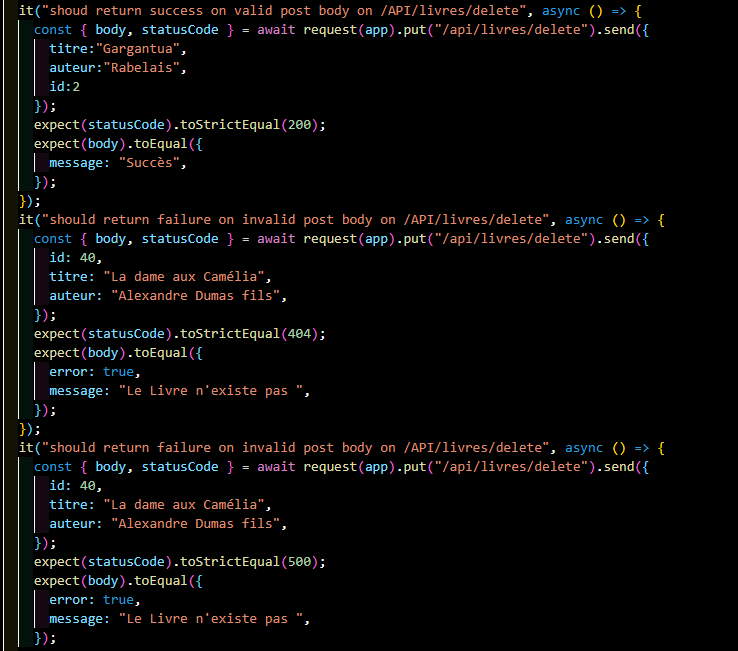 it("shoud return success on valid post body on /API/livres/delete", async () => {
const { body, statusCode } = await request(app).put("/api/livres/delete").send({
titre:"Gargantua",
auteur:"Rabelais",
id:2
});
expect(statusCode).toStrictEqual(200);
expect(body).toEqual({
message: "Succès",
});
});
it("should return failure on invalid post body on /API/livres/delete", async () => {
const { body, statusCode } = await request(app).put("/api/livres/delete").send({
id: 40,
titre: "La dame aux Camélia",
auteur: "Alexandre Dumas fils",
});
expect(statusCode).toStrictEqual(404);
expect(body).toEqual({
error: true,
message: "Le Livre n'existe pas ",
});
});
it("should return failure on invalid post body on /API/livres/delete", async () => {
const { body, statusCode } = await request(app).put("/api/livres/delete").send({
id: 40,
titre: "La dame aux Camélia",
auteur: "Alexandre Dumas fils",
});
expect(statusCode).toStrictEqual(500);
expect(body).toEqual({
error: true,
message: "Le Livre n'existe pas ",
});